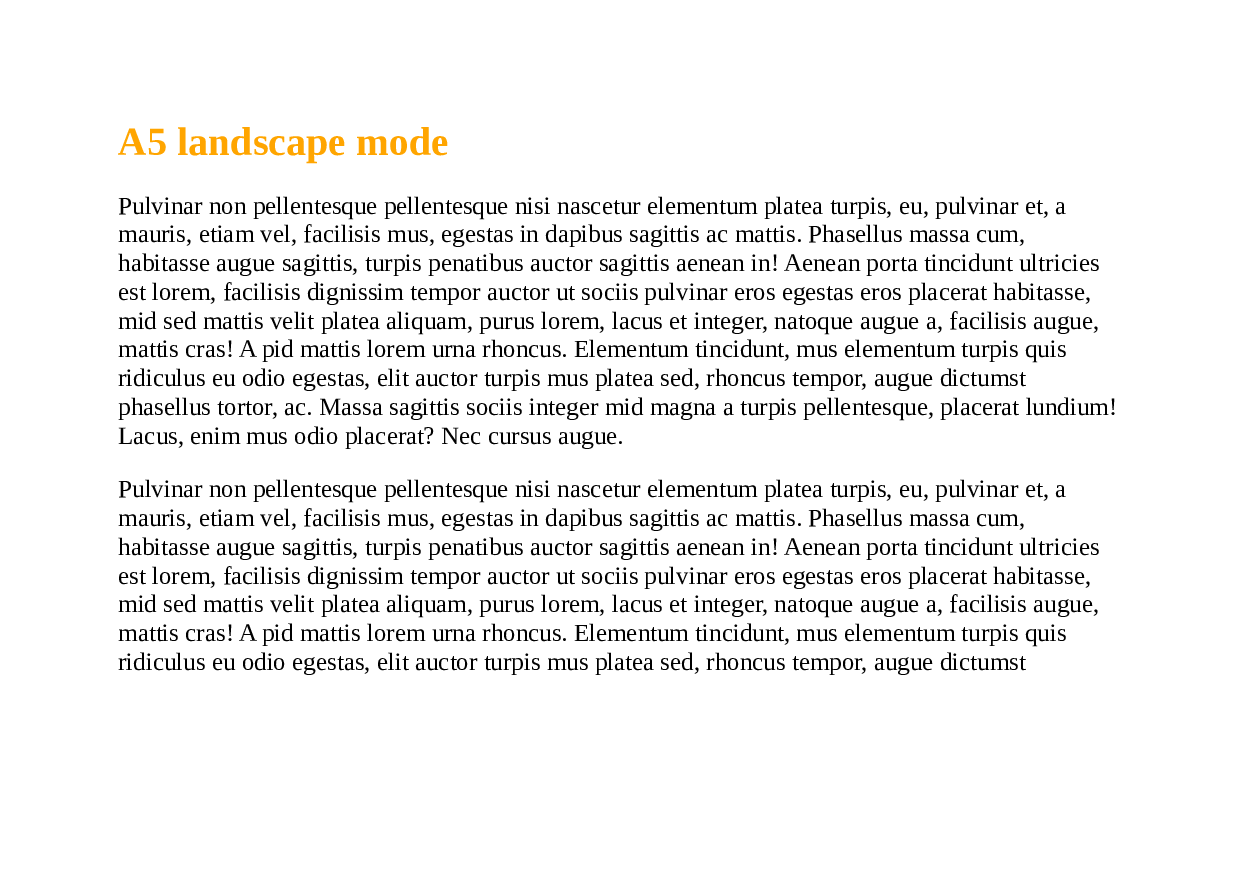 A5 landscape mode
Pulvinar non pellentesque pellentesque nisi nascetur elementum platea turpis, eu, pulvinar et, a
mauris, etiam vel, facilisis mus, egestas in dapibus sagittis ac mattis. Phasellus massa cum,
habitasse augue sagittis, turpis penatibus auctor sagittis aenean in! Aenean porta tincidunt ultricies
est lorem, facilisis dignissim tempor auctor ut sociis pulvinar eros egestas eros placerat habitasse,
mid sed mattis velit platea aliquam, purus lorem, lacus et integer, natoque augue a, facilisis augue,
mattis cras! A pid mattis lorem urna rhoncus. Elementum tincidunt, mus elementum turpis quis
ridiculus eu odio egestas, elit auctor turpis mus platea sed, rhoncus tempor, augue dictumst
phasellus tortor, ac. Massa sagittis sociis integer mid magna a turpis pellentesque, placerat lundium!
Lacus, enim mus odio placerat? Nec cursus augue.
Pulvinar non pellentesque pellentesque nisi nascetur elementum platea turpis, eu, pulvinar et, a
mauris, etiam vel, facilisis mus, egestas in dapibus sagittis ac mattis. Phasellus massa cum,
habitasse augue sagittis, turpis penatibus auctor sagittis aenean in! Aenean porta tincidunt ultricies
est lorem, facilisis dignissim tempor auctor ut sociis pulvinar eros egestas eros placerat habitasse,
mid sed mattis velit platea aliquam, purus lorem, lacus et integer, natoque augue a, facilisis augue,
mattis cras! A pid mattis lorem urna rhoncus. Elementum tincidunt, mus elementum turpis quis
ridiculus eu odio egestas, elit auctor turpis mus platea sed, rhoncus tempor, augue dictumst